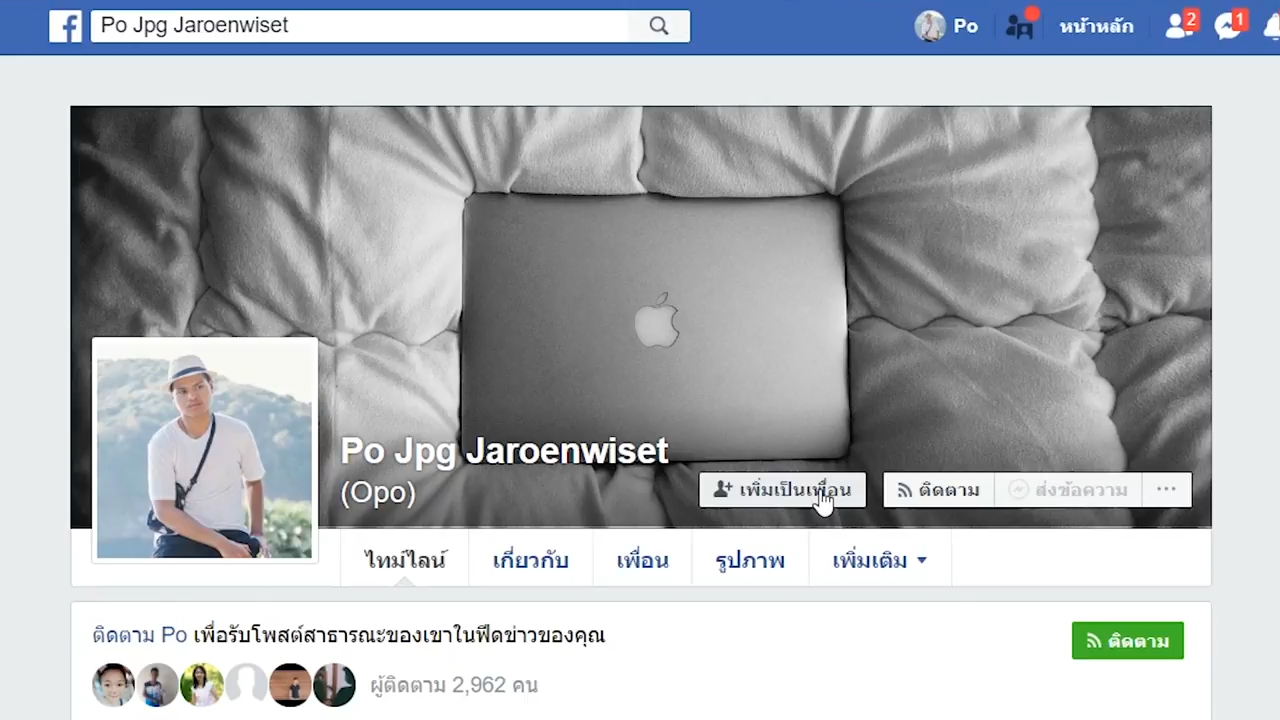 Po Jpg Jaroenwiset
Po
หน้าหลัก
2
1
Po Jpg Jaroenwiset
(Opo)
เพิ่มเป็นเพื่อน
ติดตาม
ส่งข้อความ
ไทม์ไลน์
เกี่ยวกับ
เพื่อน
รูปภาพ
เพิ่มเติม
ติดตาม Po เพื่อรับโพสต์สาธารณะของเขาในฟีดข่าวของคุณ
ติดตาม
ผู้ติดตาม 2,962 คน